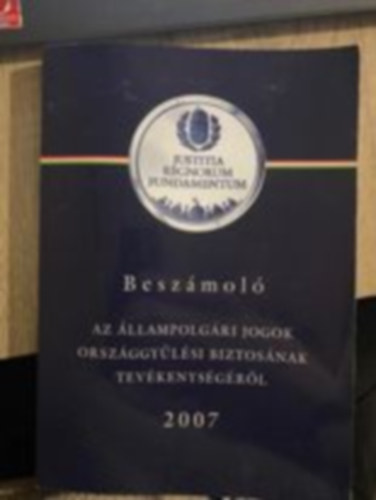 JUSTITIA
REGNORUM
FUNDAMENTUM
Beszámoló
AZ ÁLLAMPOLGÁRI JOGOK
ORSZÁGGYŰLÉSI BIZTOSÁNAK
TEVÉKENYSÉGÉRŐL
2007